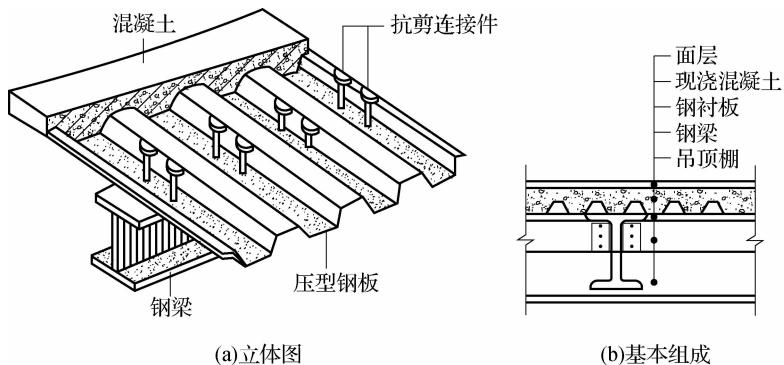 混凝土
抗剪连接件
压型钢板
钢梁
(a)立体图
面层
现浇混凝土
钢衬板
钢梁
吊顶棚
(b)基本组成